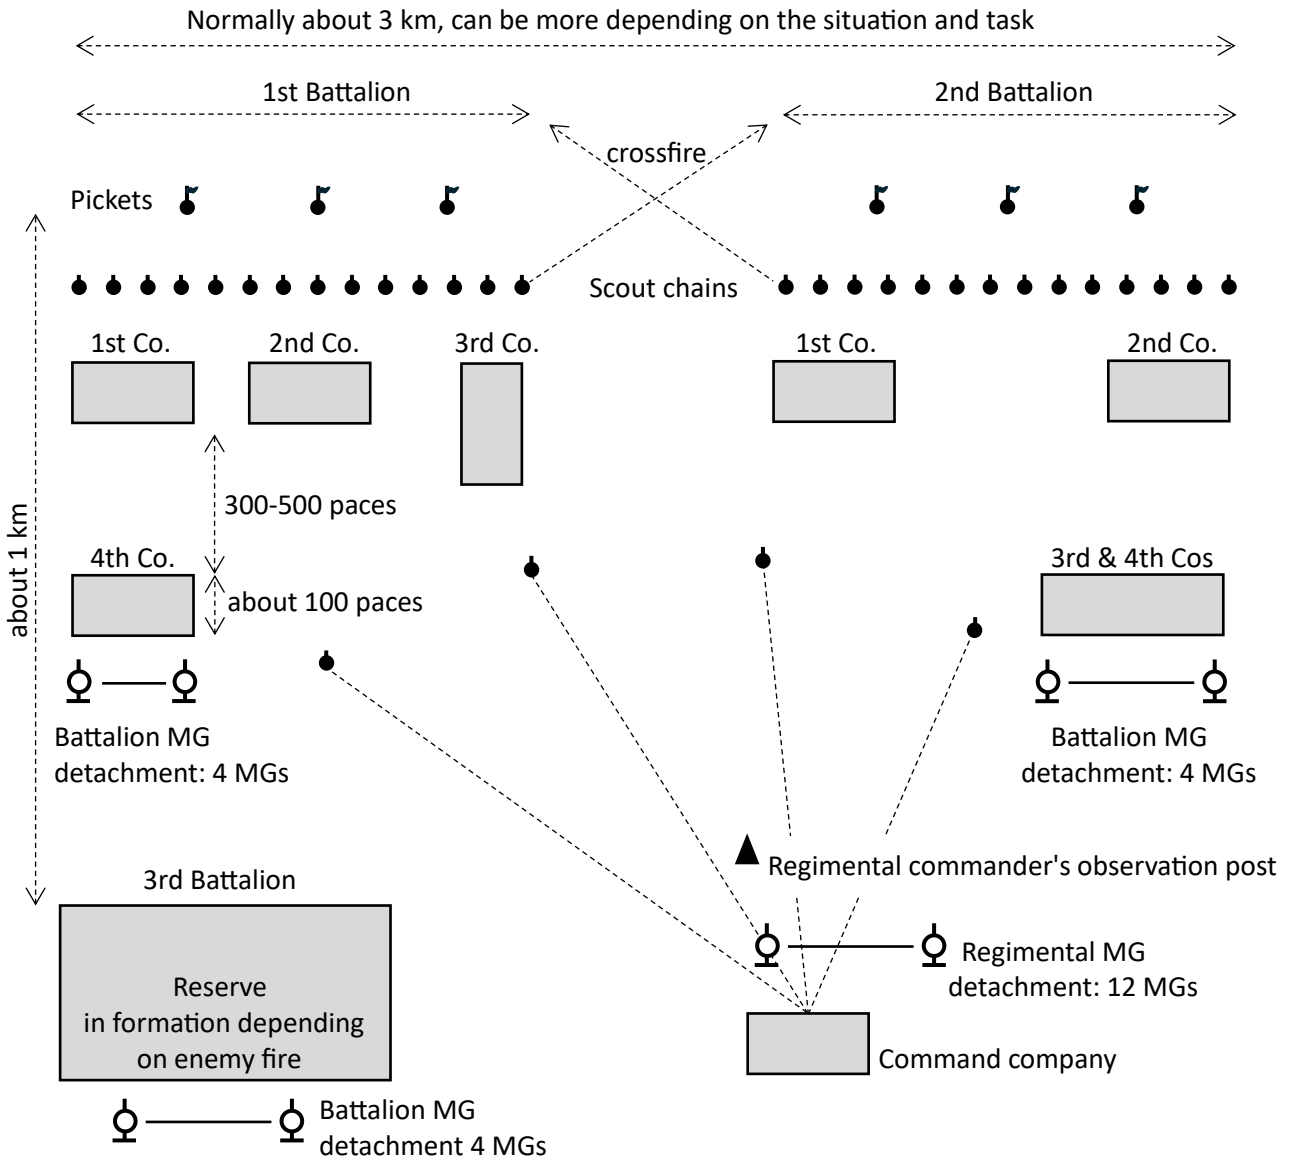 Normally about 3 km, can be more depending on the situation and task
1st Battalion
2nd Battalion
crossfire
Pickets
Scout chains
1st Co.
2nd Co.
3rd Co.
1st Co.
2nd Co.
300-500 paces
about 1 km
4th Co.
3rd & 4th Cos
about 100 paces
Battalion MG
detachment: 4 MGs
Battalion MG
detachment: 4 MGs
Regimental commander's observation post
3rd Battalion
Regimental MG
detachment: 12 MGs
Reserve
in formation depending
on enemy fire
Command company
Battalion MG
detachment 4 MGs